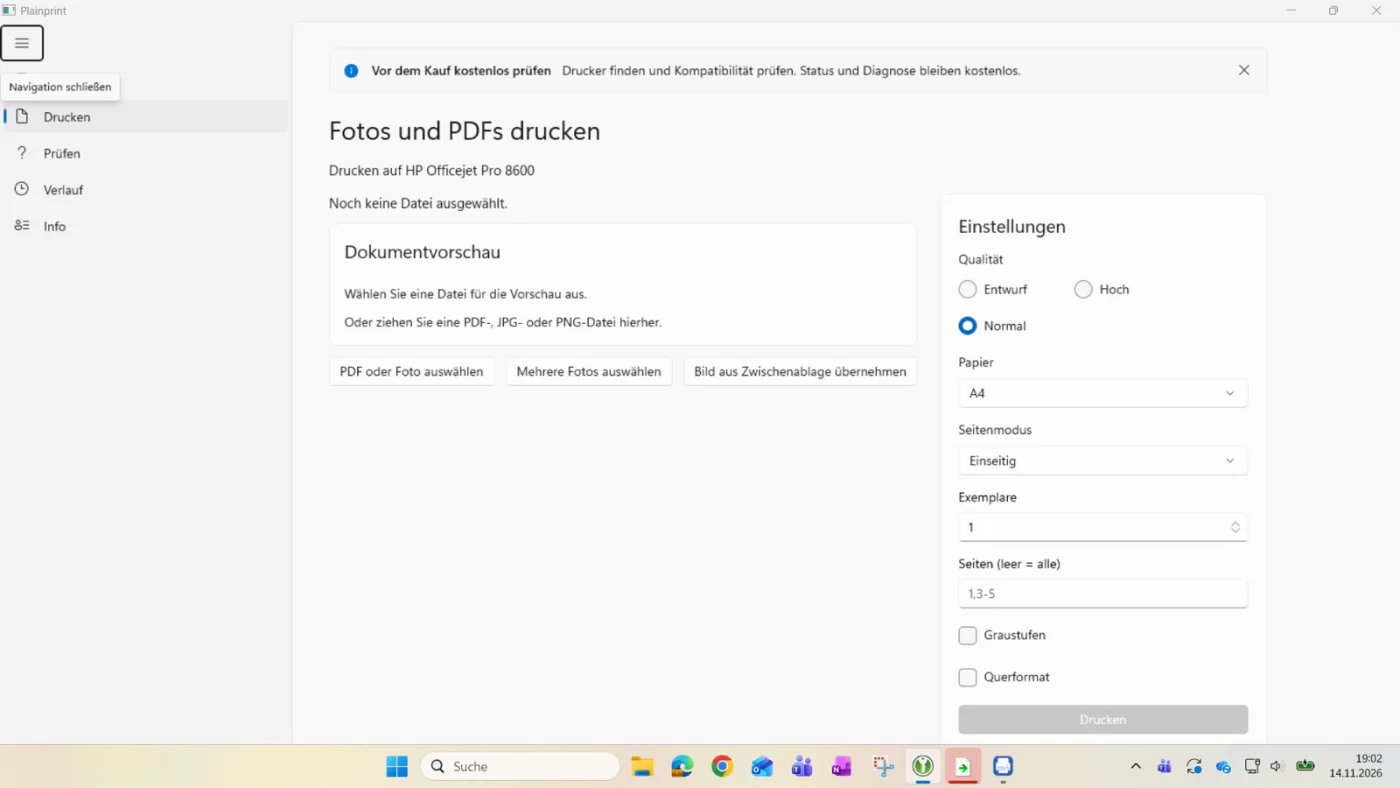 Plainprint
Navigation schließen
Drucken
Prüfen
Verlauf
Info
Vor dem Kauf kostenlos prüfen Drucker finden und Kompatibilität prüfen. Status und Diagnose bleiben kostenlos.
Fotos und PDFs drucken
Drucken auf HP Officejet Pro 8600
Noch keine Datei ausgewählt.
Dokumentvorschau
Wählen Sie eine Datei für die Vorschau aus.
Oder ziehen Sie eine PDF-, JPG- oder PNG-Datei hierher.
PDF oder Foto auswählen
Mehrere Fotos auswählen
Bild aus Zwischenablage übernehmen
Einstellungen
Qualität
Entwurf
Hoch
Normal
Papier
A4
Seitenmodus
Einseitig
Exemplare
1
Seiten (leer = alle)
1,3-5
Graustufen
Querformat
Drucken
Suche
19:02
14.11.2026